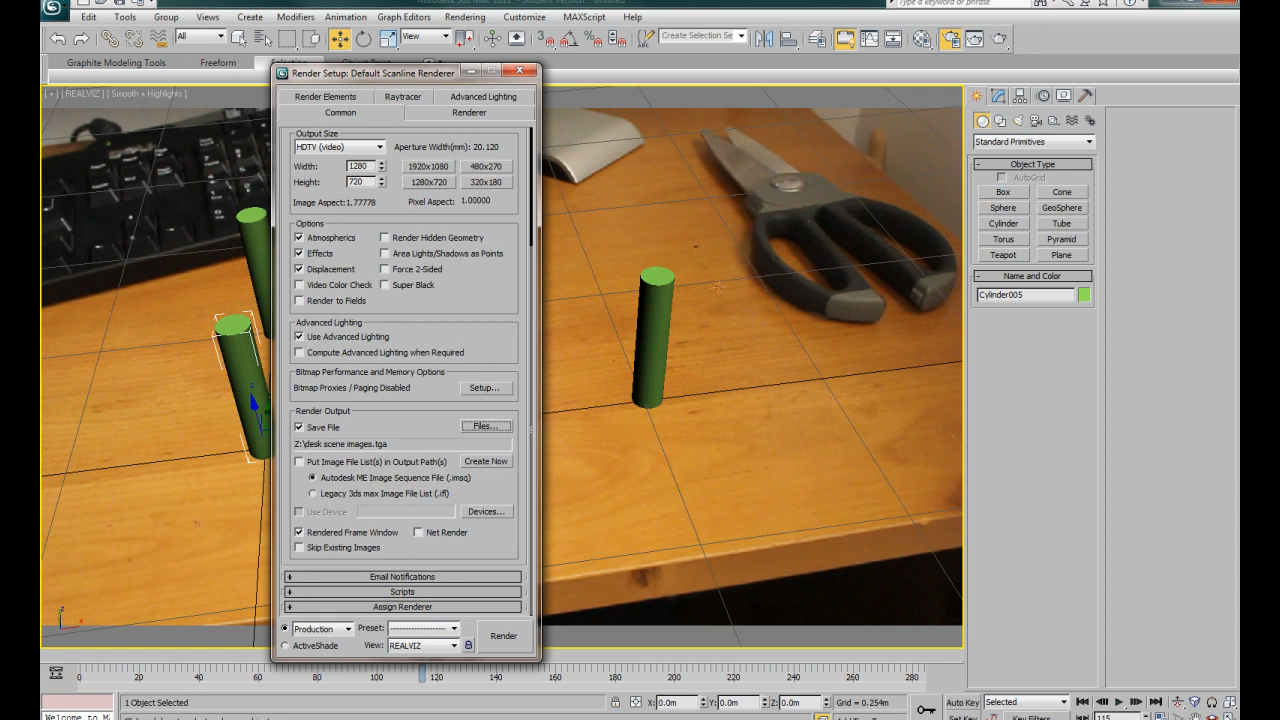 Type a keyword or phrase
Edit Tools Group Views Create Modifiers Animation Graph Editors Rendering Customize MAXScript Help
All View Create Selection Se
Graphite Modeling Tools Freeform
[ + ] [ REALVIZ ] [ Smooth + Highlights ]
Render Setup: Default Scanline Renderer
Render Elements Raytracer Advanced Lighting
Common Renderer
Output Size
HDTV (video) Aperture Width(mm): 20.120
Width: 1280 1920x1080 480x270
Height: 720 1280x720 320x180
Image Aspect:1.77778 Pixel Aspect: 1.00000
Options
Atmospherics Render Hidden Geometry
Effects Area Lights/Shadows as Points
Displacement Force 2-Sided
Video Color Check Super Black
Render to Fields
Advanced Lighting
Use Advanced Lighting
Compute Advanced Lighting when Required
Bitmap Performance and Memory Options
Bitmap Proxies / Paging Disabled Setup...
Render Output
Save File Files...
Z:\desk scene images.tga
Put Image File List(s) in Output Path(s) Create Now
Autodesk ME Image Sequence File (.imsq)
Legacy 3ds max Image File List (.ifl)
Use Device Devices...
Rendered Frame Window Net Render
Skip Existing Images
+ Email Notifications
+ Scripts
+ Assign Renderer
Production Preset: -------------------
ActiveShade View: REALVIZ
Render
Standard Primitives
- Object Type
AutoGrid
Box Cone
Sphere GeoSphere
Cylinder Tube
Torus Pyramid
Teapot Plane
- Name and Color
Cylinder005
z
z
x
0 20 40 60 80 100 120 140 160 180 200 220 240 260 280
1 Object Selected X: 0.0m Y: 0.0m Z: 0.0m Grid = 0.254m Auto Key Selected
Welcome to M
Set Key Key Filters... 115